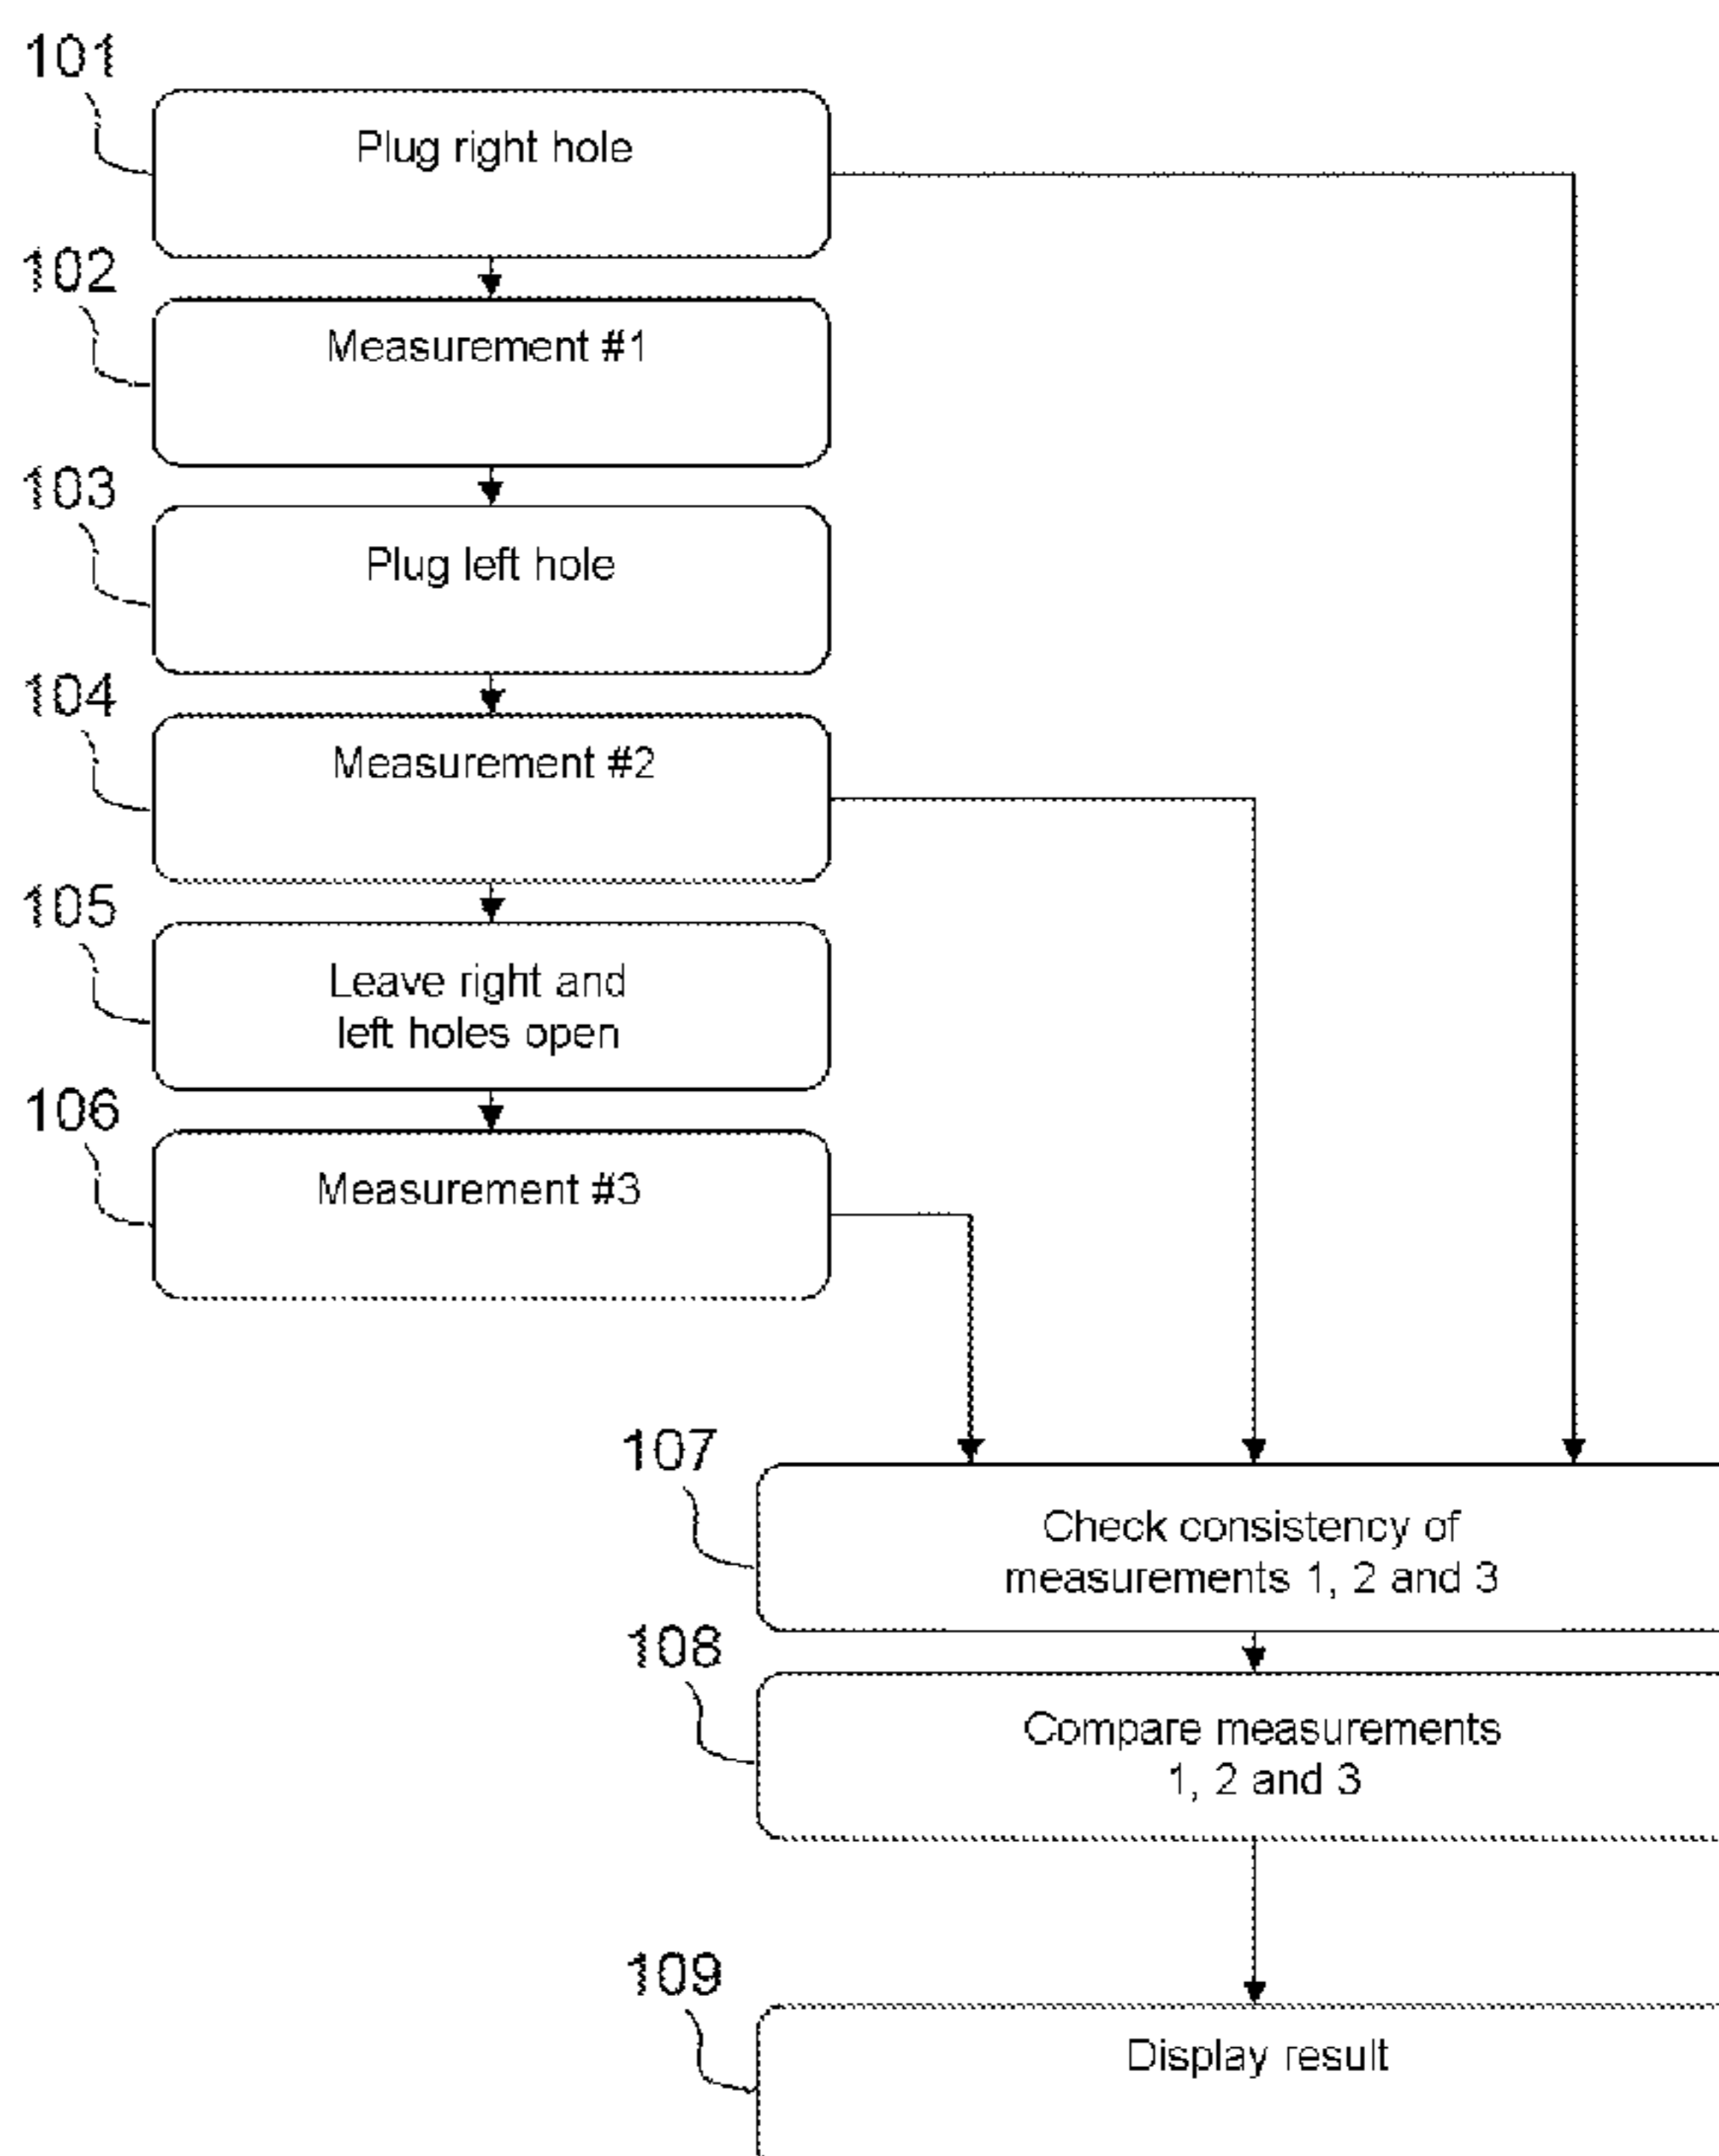 101
Plug right hole
102
Measurement #1
103
Plug left hole
104
Measurement #2
105
Leave right and
left holes open
106
Measurement #3
107
Check consistency of
measurements 1, 2 and 3
108
Compare measurements
1, 2 and 3
109
Display result